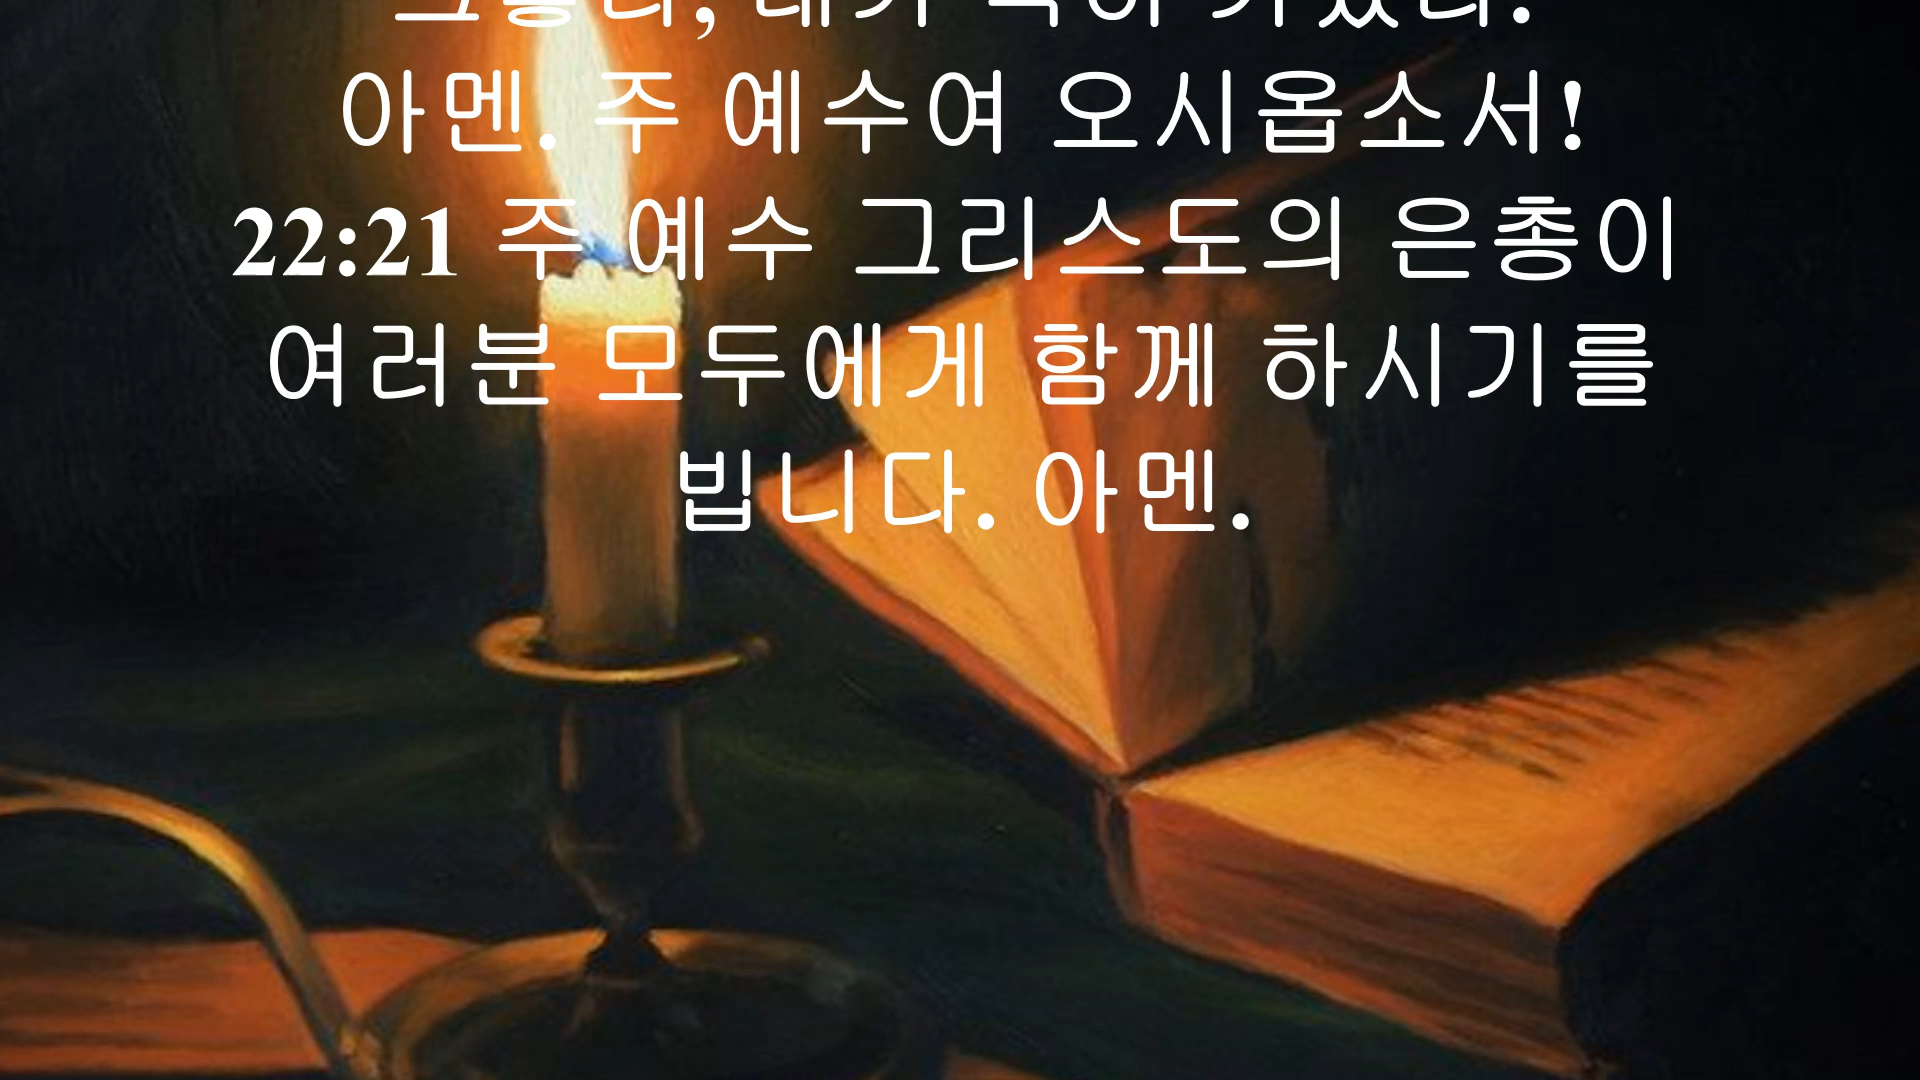 아멘. 주 예수여 오시옵소서!
22:21 주 예수 그리스도의 은총이
여러분 모두에게 함께 하시기를
빕니다. 아멘.